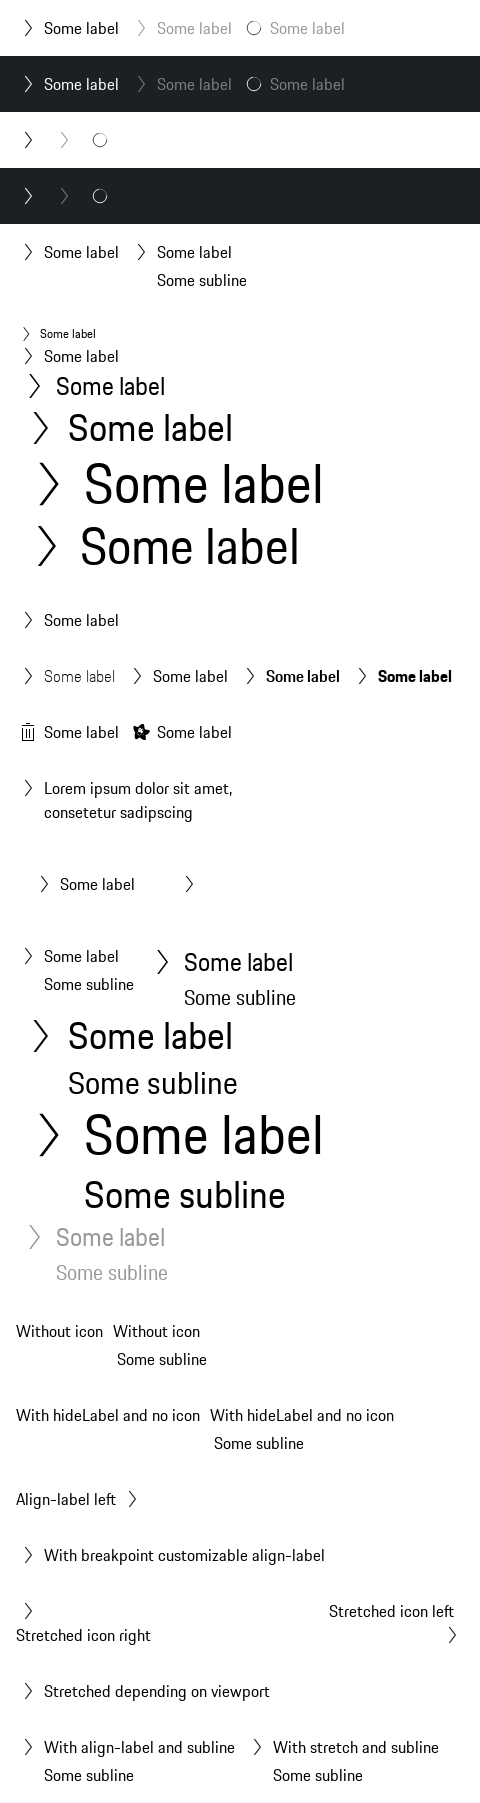 Some label Some label Some label
Some label Some label Some label
Some label Some label
Some subline
Some label
Some label
Some label
Some label
Some label
Some label
Some label
Some label Some label Some label Some label
Some label Some label
Lorem ipsum dolor sit amet,
consetetur sadipscing
Some label
Some label Some label
Some subline Some subline
Some label
Some subline
Some label
Some subline
Some label
Some subline
Without icon Without icon
Some subline
With hideLabel and no icon With hideLabel and no icon
Some subline
Align-label left
With breakpoint customizable align-label
Stretched icon left
Stretched icon right
Stretched depending on viewport
With align-label and subline With stretch and subline
Some subline Some subline